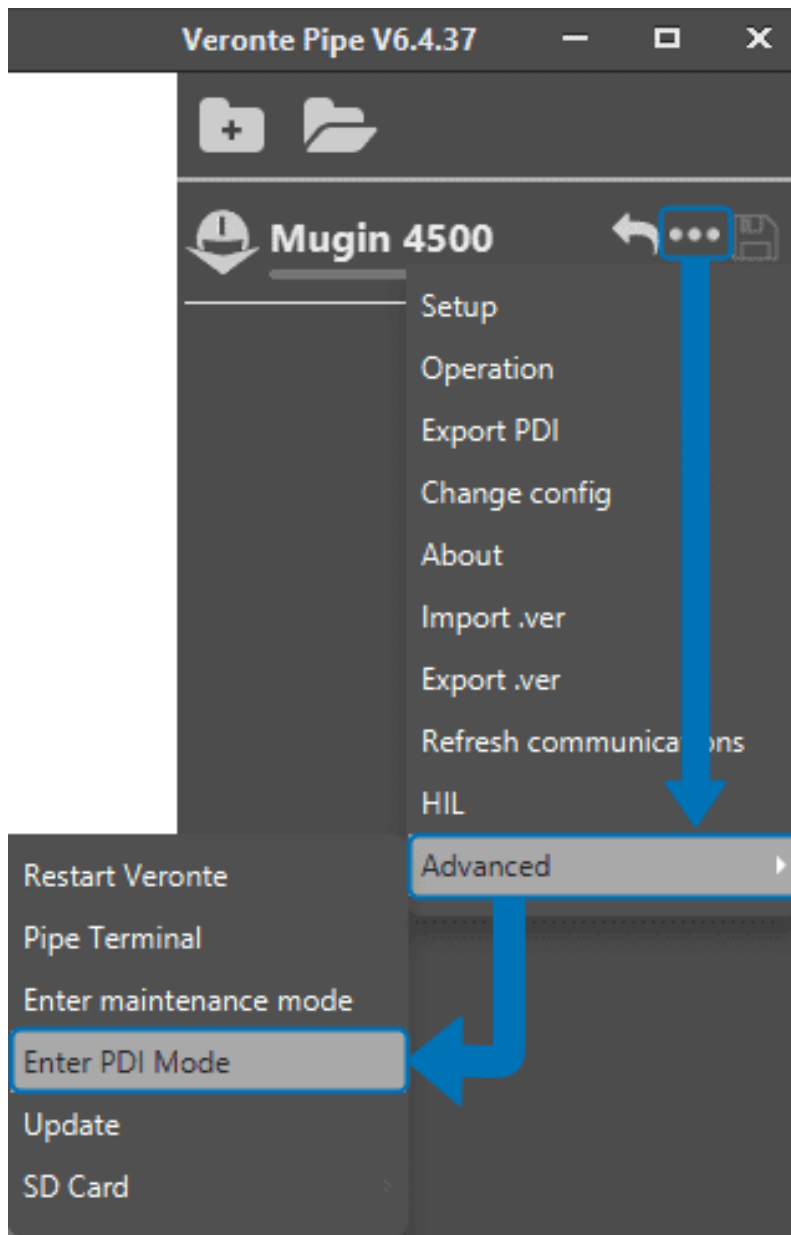 Veronte Pipe V6.4.37
Mugin 4500
Setup
Operation
Export PDI
Change config
About
Import .ver
Export .ver
Refresh
HIL
Advanced
Restart Veronte
Pipe Terminal
Enter maintenance mode
Enter PDI Mode
Update
SD Card